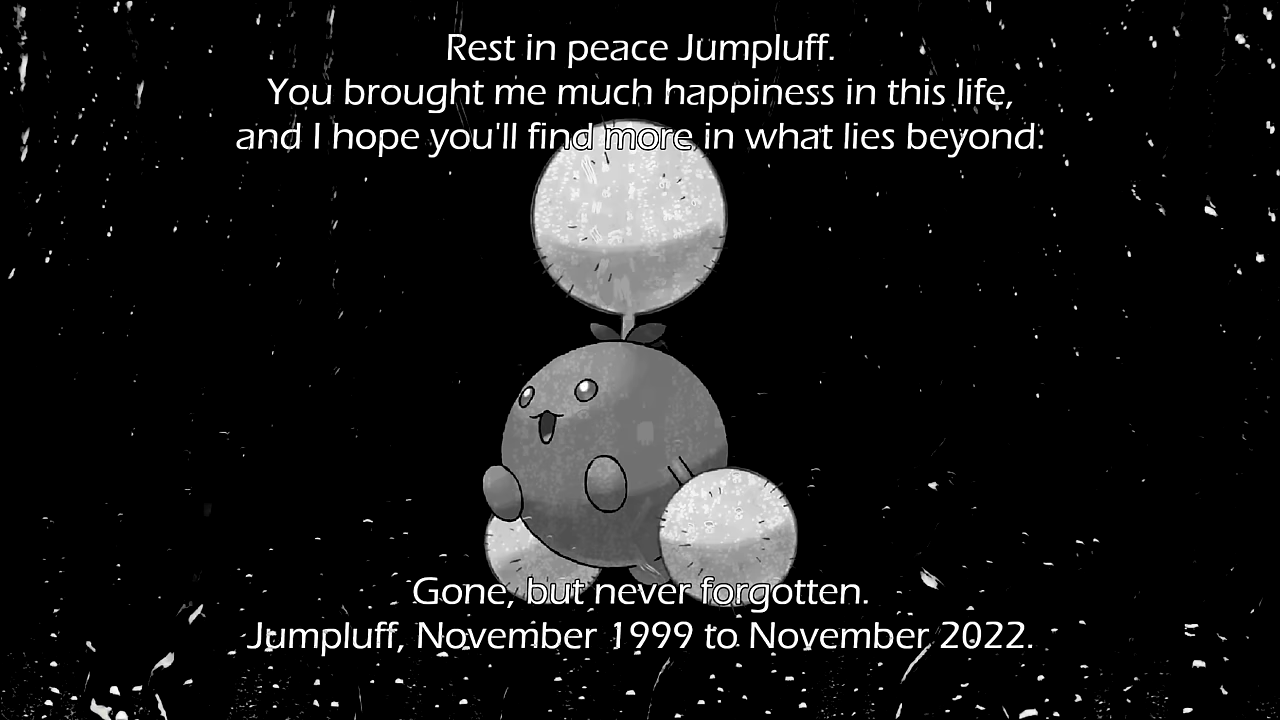 Rest in peace Jumpluff.
You brought me much happiness in this life,
and I hope you'll find more in what lies beyond.
Gone, but never forgotten.
Jumpluff, November 1999 to November 2022.